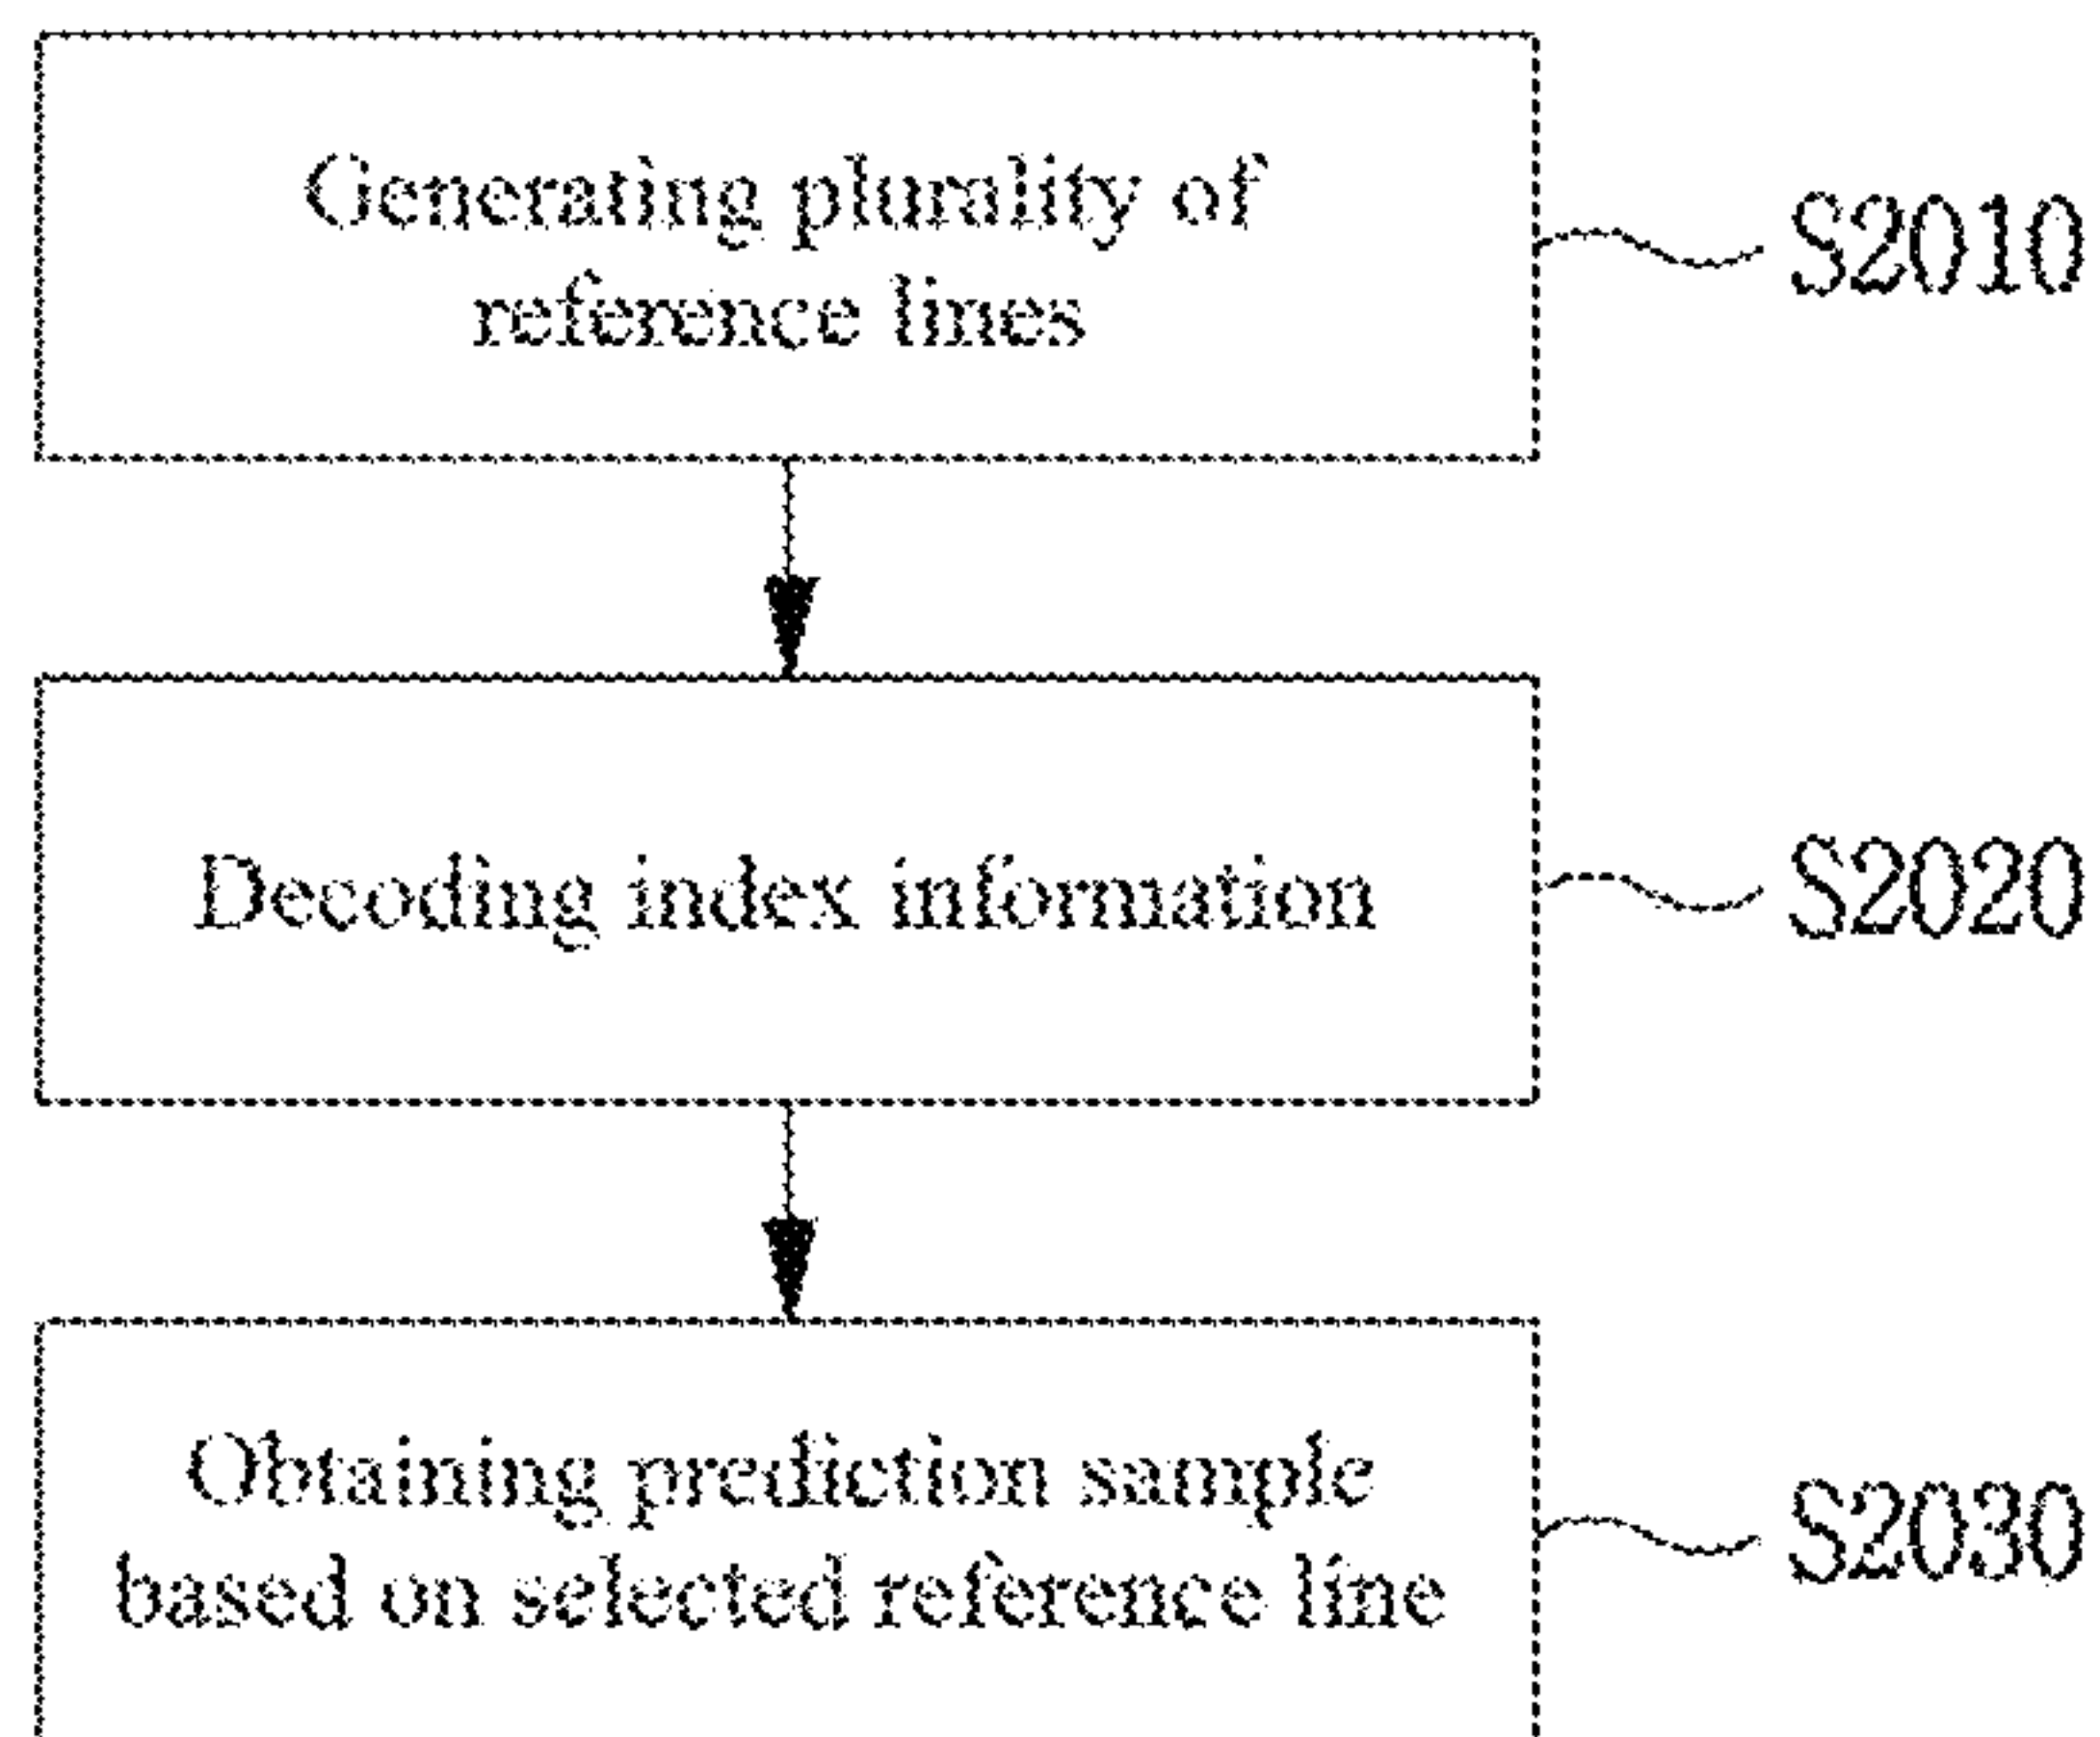 Generating plurality of
reference lines
S2010
Decoding index information
S2020
Obtaining prediction sample
based on selected reference line
S2030